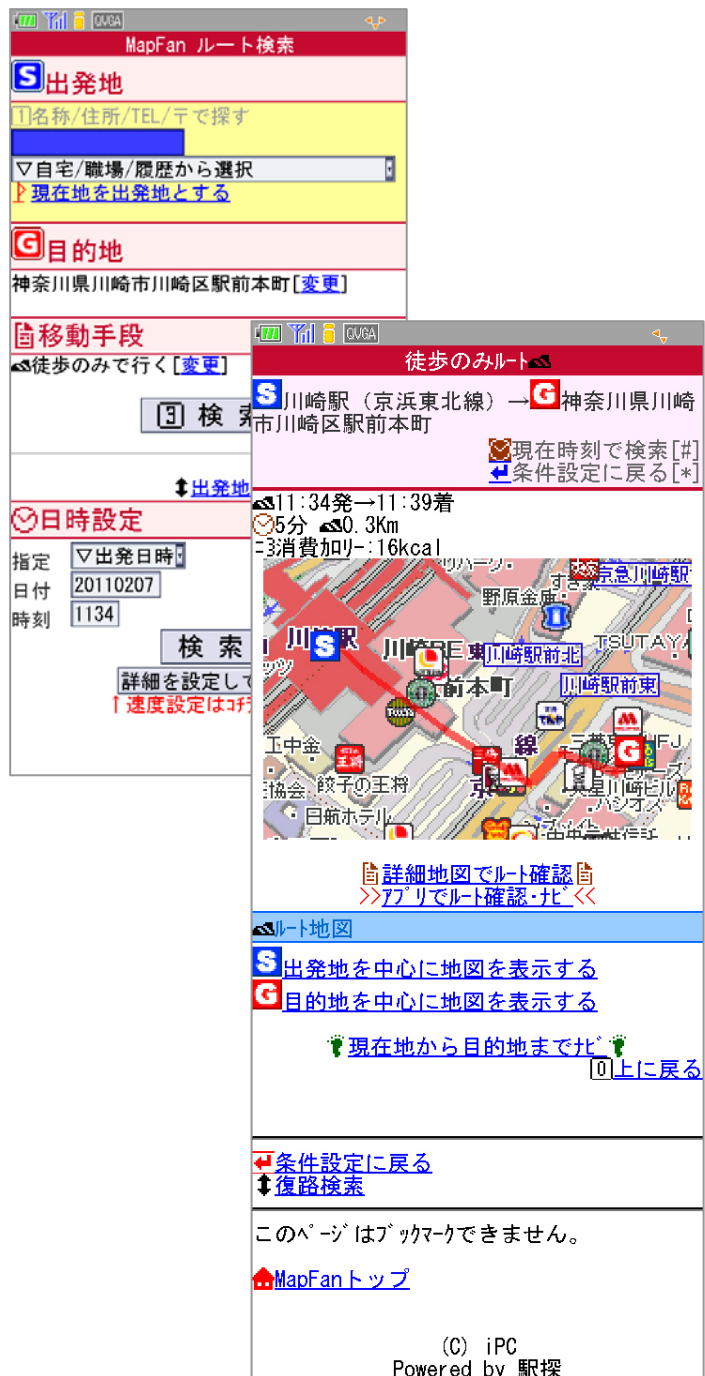 QVGA
MapFan ルート検索
S出発地
1名称/住所/TEL/〒で探す
▽自宅/職場/履歴から選択
現在地を出発地とする
G目的地
神奈川県川崎市川崎区駅前本町[変更]
移動手段
徒歩のみで行く[変更]
3 検
出発地
日時設定
指定 ▽出発日時
日付 20110207
時刻 1134
検索
詳細を設定して
↑速度設定はｺﾁ
QVGA
徒歩のみﾙｰﾄ
S川崎駅（京浜東北線）→G神奈川県川崎
市川崎区駅前本町
現在時刻で検索[#]
条件設定に戻る[*]
11:34発→11:39着
5分 0.3Km
消費ｶﾛﾘｰ:16kcal
京急川崎駅
野原金庫
TSUTAYA
川崎駅前北
川崎駅前東
前本町
S
G
線
工中金
餃子の王将
協会
日航ホテル
川崎ビル
>>ｱﾌﾟﾘでﾙｰﾄ確認･ﾅﾋﾞ<<
詳細地図でﾙｰﾄ確認
ﾙｰﾄ地図
S出発地を中心に地図を表示する
G目的地を中心に地図を表示する
現在地から目的地までﾅﾋﾞ
0上に戻る
条件設定に戻る
復路検索
このﾍﾟｰｼﾞはﾌﾞｯｸﾏｰｸできません。
MapFanトップ
(C) iPC
Powered by 駅探